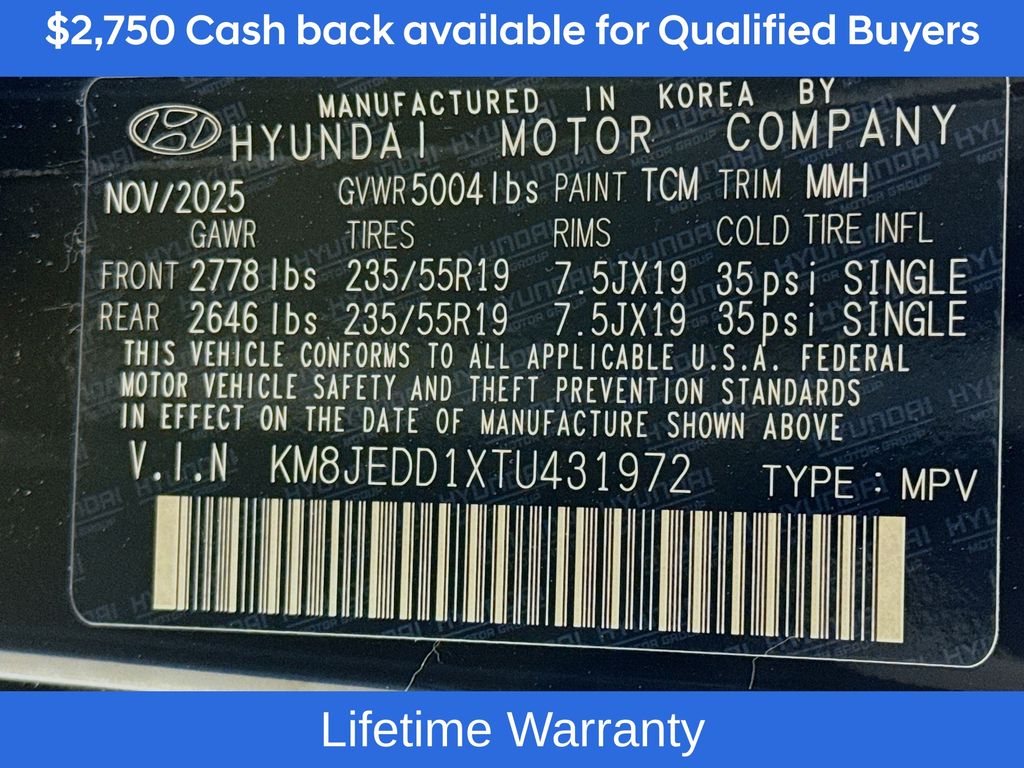 $2,750 Cash back available for Qualified Buyers
MANUFACTURED IN KOREA BY
HYUNDAI MOTOR COMPANY
NOV/2025 GVWR 5004lbs PAINT TCM TRIM MMH
GAWR TIRES RIMS COLD TIRE INFL
FRONT 2778 lbs 235/55R19 7.5JX19 35psi SINGLE
REAR 2646 lbs 235/55R19 7.5JX19 35psi SINGLE
THIS VEHICLE CONFORMS TO ALL APPLICABLE U.S.A. FEDERAL
MOTOR VEHICLE SAFETY AND THEFT PREVENTION STANDARDS
IN EFFECT ON THE DATE OF MANUFACTURE SHOWN ABOVE
V.I.N KM8JEDD1XTU431972 TYPE : MPV
Lifetime Warranty